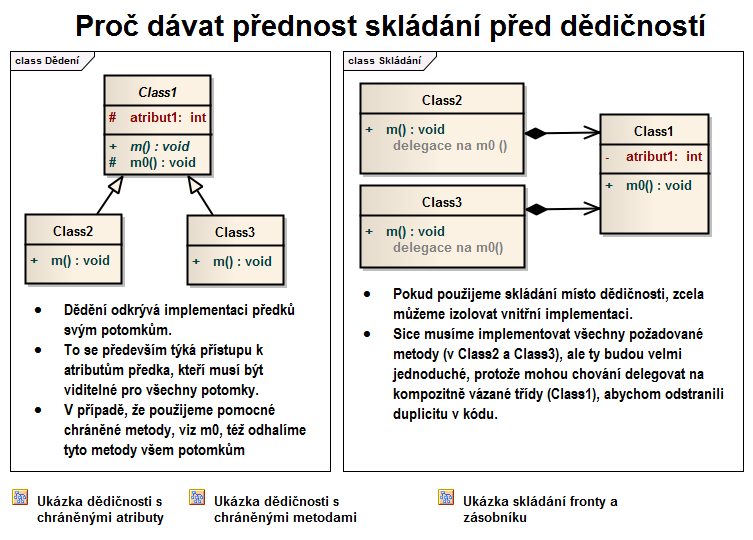 Proč dávat přednost skládání před dědičností
class Dědení
Class1
# atribut1: int
+ m() : void
# m0() : void
Class2
+ m() : void
Class3
+ m() : void
• Dědění odkrývá implementaci předků
svým potomkům.
• To se především týká přístupu k
atributům předka, kteří musí být
viditelné pro všechny potomky.
• V případě, že použijeme pomocné
chráněné metody, viz m0, též odhalíme
tyto metody všem potomkům
class Skládání
Class2
+ m() : void
delegace na m0 ()
Class3
+ m() : void
delegace na m0()
Class1
- atribut1: int
+ m0() : void
• Pokud použijeme skládání místo dědičnosti, zcela
můžeme izolovat vnitřní implementaci.
• Sice musíme implementovat všechny požadované
metody (v Class2 a Class3), ale ty budou velmi
jednoduché, protože mohou chování delegovat na
kompozitně vázané třídy (Class1), abychom odstranili
duplicitu v kódu.
Ukázka dědičnosti s
chráněnými atributy
Ukázka dědičnosti s
chráněnými metodami
Ukázka skládání fronty a
zásobníku